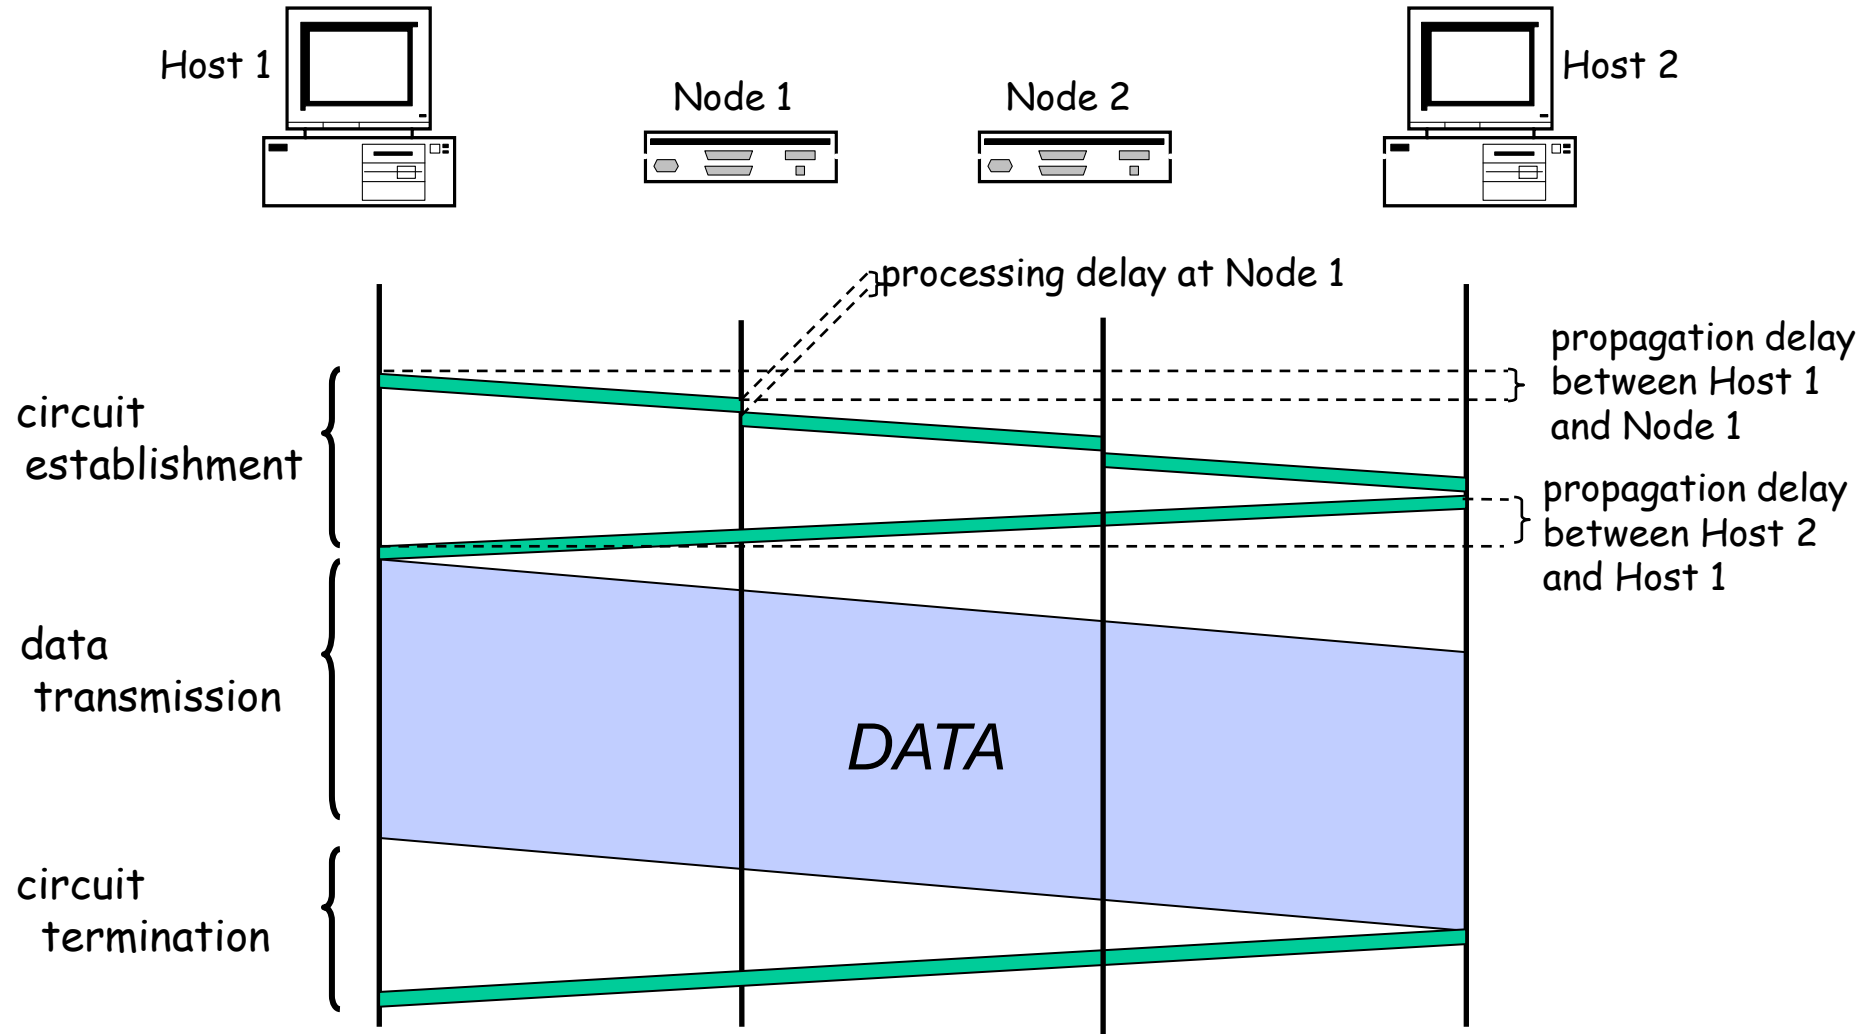 Host 1
Host 2
Node 1
Node 2
processing delay at Node 1
propagation delay
between Host 1
and Node 1
circuit
establishment
propagation delay
between Host 2
and Host 1
data
transmission
DATA
circuit
termination